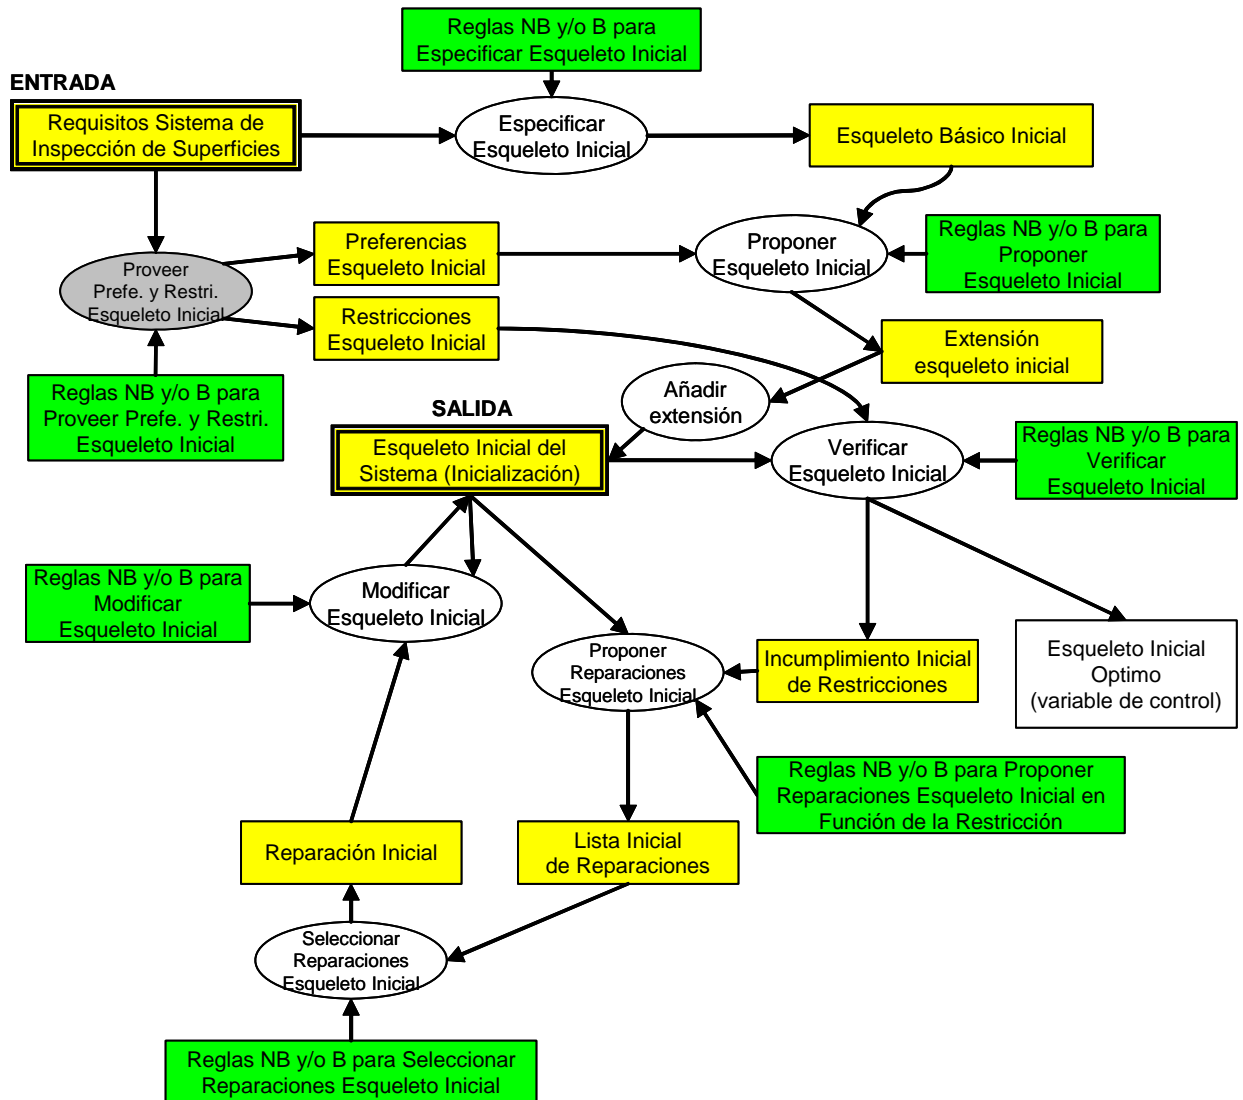 Reglas NB y/o B para
Especificar Esqueleto Inicial
ENTRADA
Requisitos Sistema de
Inspección de Superficies
Especificar
Esqueleto Inicial
Esqueleto Básico Inicial
Proveer
Prefe. y Restri.
Esqueleto Inicial
Preferencias
Esqueleto Inicial
Proponer
Esqueleto Inicial
Reglas NB y/o B para
Proponer
Esqueleto Inicial
Restricciones
Esqueleto Inicial
Extensión
esqueleto inicial
Reglas NB y/o B para
Proveer Prefe. y Restri.
Esqueleto Inicial
Añadir
extensión
SALIDA
Esqueleto Inicial del
Sistema (Inicialización)
Verificar
Esqueleto Inicial
Reglas NB y/o B para
Verificar
Esqueleto Inicial
Reglas NB y/o B para
Modificar
Esqueleto Inicial
Modificar
Esqueleto Inicial
Proponer
Reparaciones
Esqueleto Inicial
Incumplimiento Inicial
de Restricciones
Esqueleto Inicial
Optimo
(variable de control)
Reglas NB y/o B para Proponer
Reparaciones Esqueleto Inicial en
Función de la Restricción
Reparación Inicial
Lista Inicial
de Reparaciones
Seleccionar
Reparaciones
Esqueleto Inicial
Reglas NB y/o B para Seleccionar
Reparaciones Esqueleto Inicial